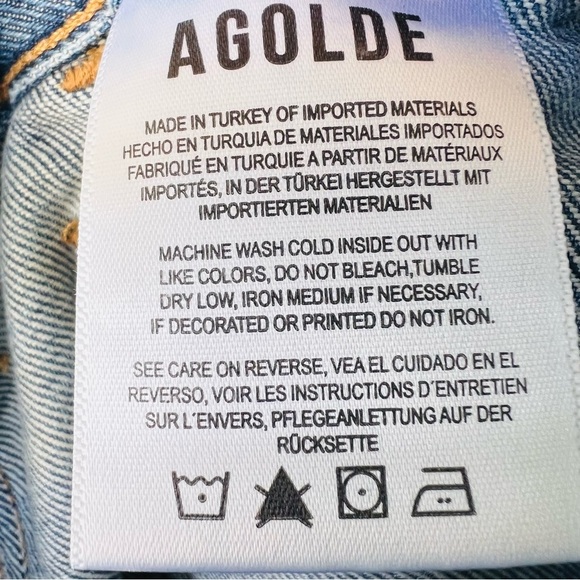 AGOLDE
MADE IN TURKEY OF IMPORTED MATERIALS
HECHO EN TURQUIA DE MATERIALES IMPORTADOS
FABRIQUÉ EN TURQUIE A PARTIR DE MATÉRIAUX
IMPORTÉS, IN DER TÜRKEI HERGESTELLT MIT
IMPORTIERTEN MATERIALIEN
MACHINE WASH COLD INSIDE OUT WITH
LIKE COLORS, DO NOT BLEACH,TUMBLE
DRY LOW, IRON MEDIUM IF NECESSARY,
IF DECORATED OR PRINTED DO NOT IRON.
SEE CARE ON REVERSE, VEA EL CUIDADO EN EL
REVERSO, VOIR LES INSTRUCTIONS D´ENTRETIEN
SUR L´ENVERS, PFLEGEANLETTUNG AUF DER
RÜCKSETTE